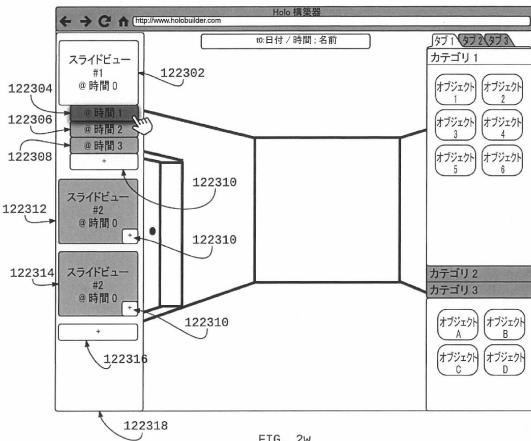 Holo 構築器
http://www.holobuilder.com
t0:日付 / 時間 ; 名前
スライドビュー
#1
@ 時間 0
@ 時間 1
@ 時間 2
@ 時間 3
+
スライドビュー
#2
@ 時間 0
+
スライドビュー
#2
@ 時間 0
+
+
122302
122304
122306
122308
122310
122312
122310
122314
122310
122316
122318
タブ 1
タブ 2
タブ 3
カテゴリ 1
オブジェクト
1
オブジェクト
2
オブジェクト
3
オブジェクト
4
オブジェクト
5
オブジェクト
6
カテゴリ 2
カテゴリ 3
オブジェクト
A
オブジェクト
B
オブジェクト
C
オブジェクト
D
FIG. 2w